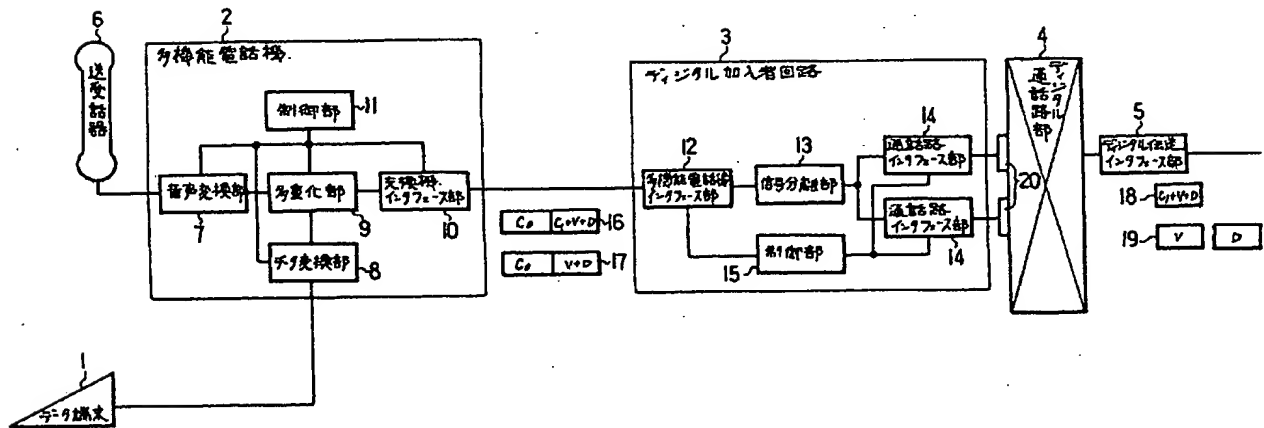 6
送受話器
2
多機能電話機
制御部
11
音声変換部
7
多重化部
9
交換機
インタフェース部
10
データ変換部
8
1
データ端末
C0 C1+V+D 16
C0 V+D 17
3
ディジタル加入者回路
12
多機能電話機
インタフェース部
13
信号分離部
14
通話路
インタフェース部
通話路
インタフェース部
14
制御部
15
20
4
ディジタル
通話路部
5
ディジタル伝送
インタフェース部
18 C1+V+D
19 V D